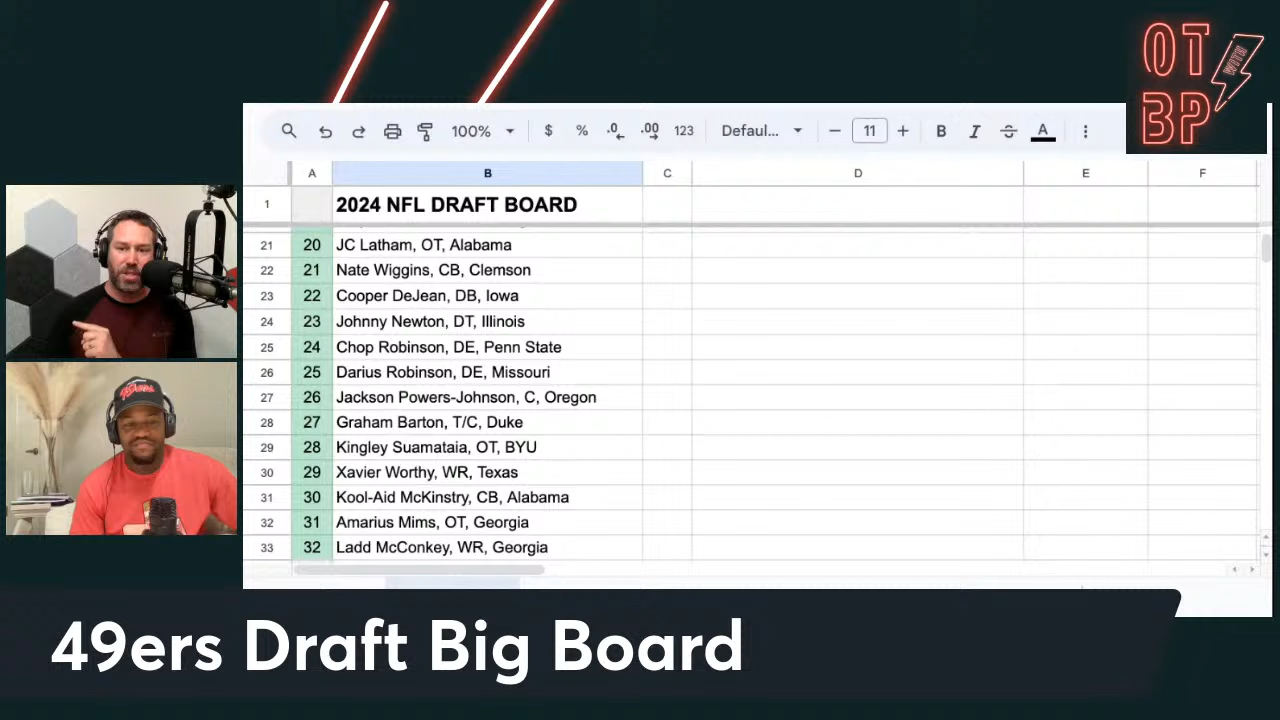 OT
BP
100%
$
%
.0
.00
123
Defaul...
11
B
I
S
A
A
B
C
D
E
F
1
2024 NFL DRAFT BOARD
21
20
JC Latham, OT, Alabama
22
21
Nate Wiggins, CB, Clemson
23
22
Cooper DeJean, DB, Iowa
24
23
Johnny Newton, DT, Illinois
25
24
Chop Robinson, DE, Penn State
26
25
Darius Robinson, DE, Missouri
27
26
Jackson Powers-Johnson, C, Oregon
28
27
Graham Barton, T/C, Duke
29
28
Kingley Suamataia, OT, BYU
30
29
Xavier Worthy, WR, Texas
31
30
Kool-Aid McKinstry, CB, Alabama
32
31
Amarius Mims, OT, Georgia
33
32
Ladd McConkey, WR, Georgia
49ers Draft Big Board